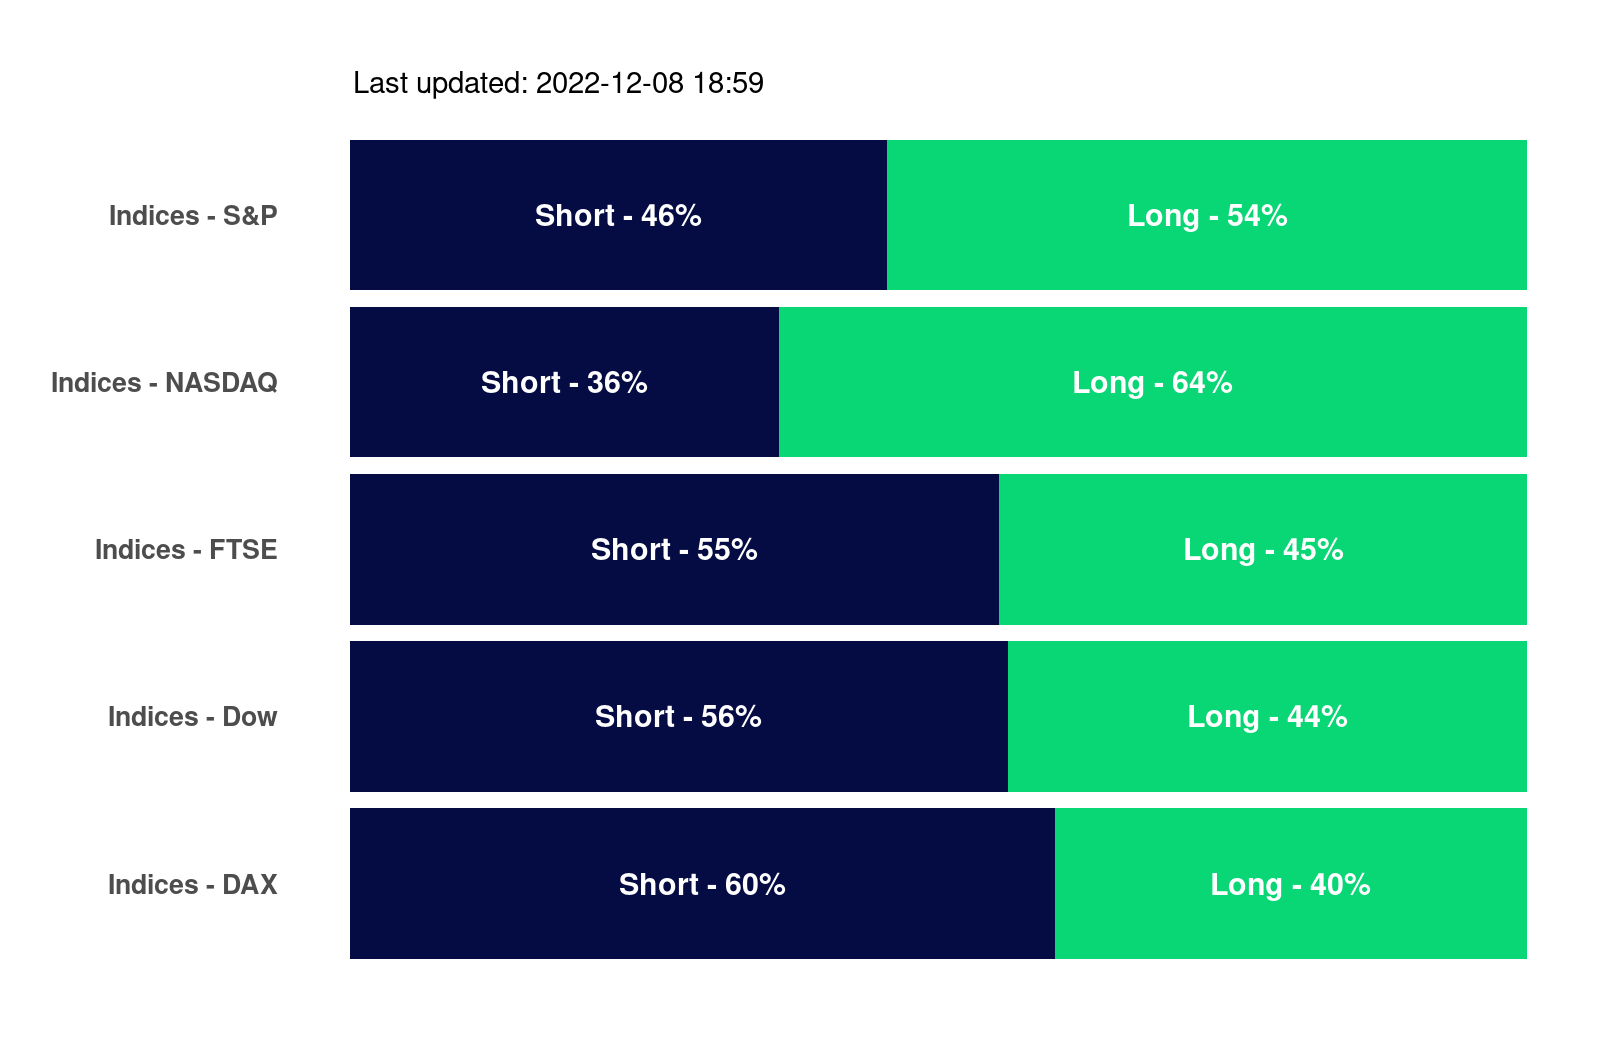 Last updated: 2022-12-08 18:59
Indices - S&P Short - 46% Long - 54%
Indices - NASDAQ Short - 36% Long - 64%
Indices - FTSE Short - 55% Long - 45%
Indices - Dow Short - 56% Long - 44%
Indices - DAX Short - 60% Long - 40%